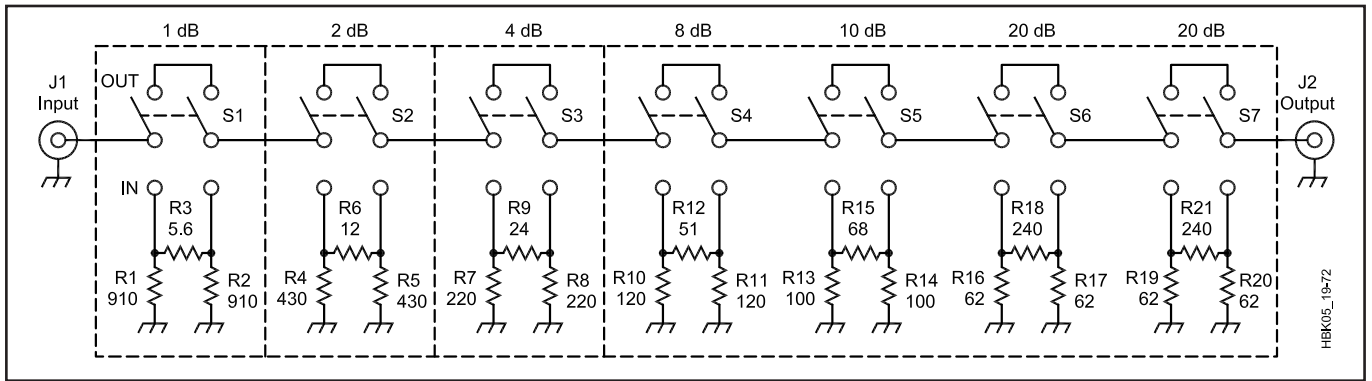 1 dB
2 dB
4 dB
8 dB
10 dB
20 dB
20 dB
J1
Input
OUT
S1
S2
S3
S4
S5
S6
S7
J2
Output
IN
R3
5.6
R6
12
R9
24
R12
51
R15
68
R18
240
R21
240
R1
910
R2
910
R4
430
R5
430
R7
220
R8
220
R10
120
R11
120
R13
100
R14
100
R16
62
R17
62
R19
62
R20
62
HBK05_19-72